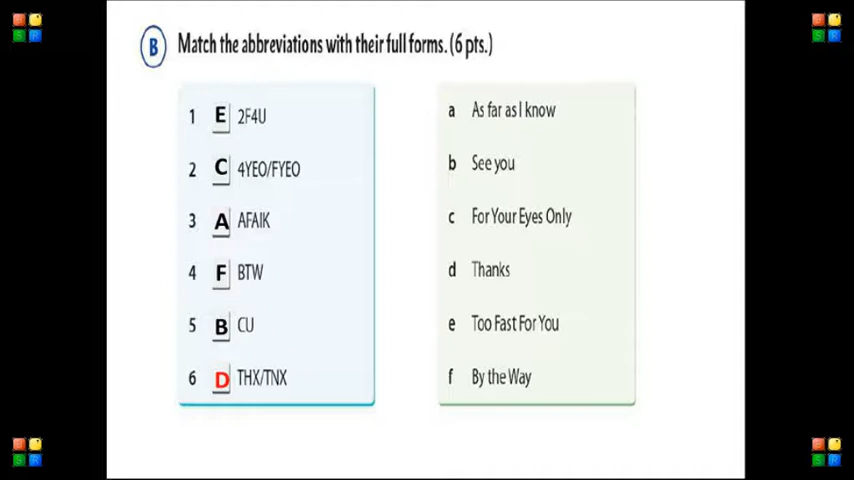 B Match the abbreviations with their full forms. (6 pts.)
1 E 2F4U
2 C 4YEO/FYEO
3 A AFAIK
4 F BTW
5 B CU
6 D THX/TNX
a As far as I know
b See you
c For Your Eyes Only
d Thanks
e Too Fast For You
f By the Way